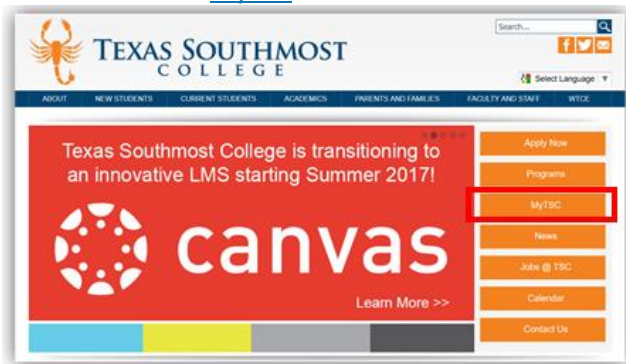 Search...
TEXAS SOUTHMOST
COLLEGE
Select Language ▼
ABOUT NEW STUDENTS CURRENT STUDENTS ACADEMICS PARENTS AND FAMILIES FACULTY AND STAFF WTCE
Texas Southmost College is transitioning to
an innovative LMS starting Summer 2017!
canvas
Learn More >>
Apply Now
Programs
MyTSC
News
Jobs @ TSC
Calendar
Contact Us